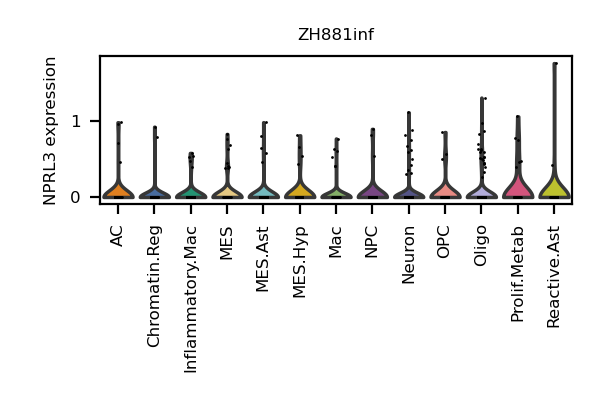 ZH881inf
NPRL3 expression
1
0
AC
Chromatin.Reg
Inflammatory.Mac
MES
MES.Ast
MES.Hyp
Mac
NPC
Neuron
OPC
Oligo
Prolif.Metab
Reactive.Ast